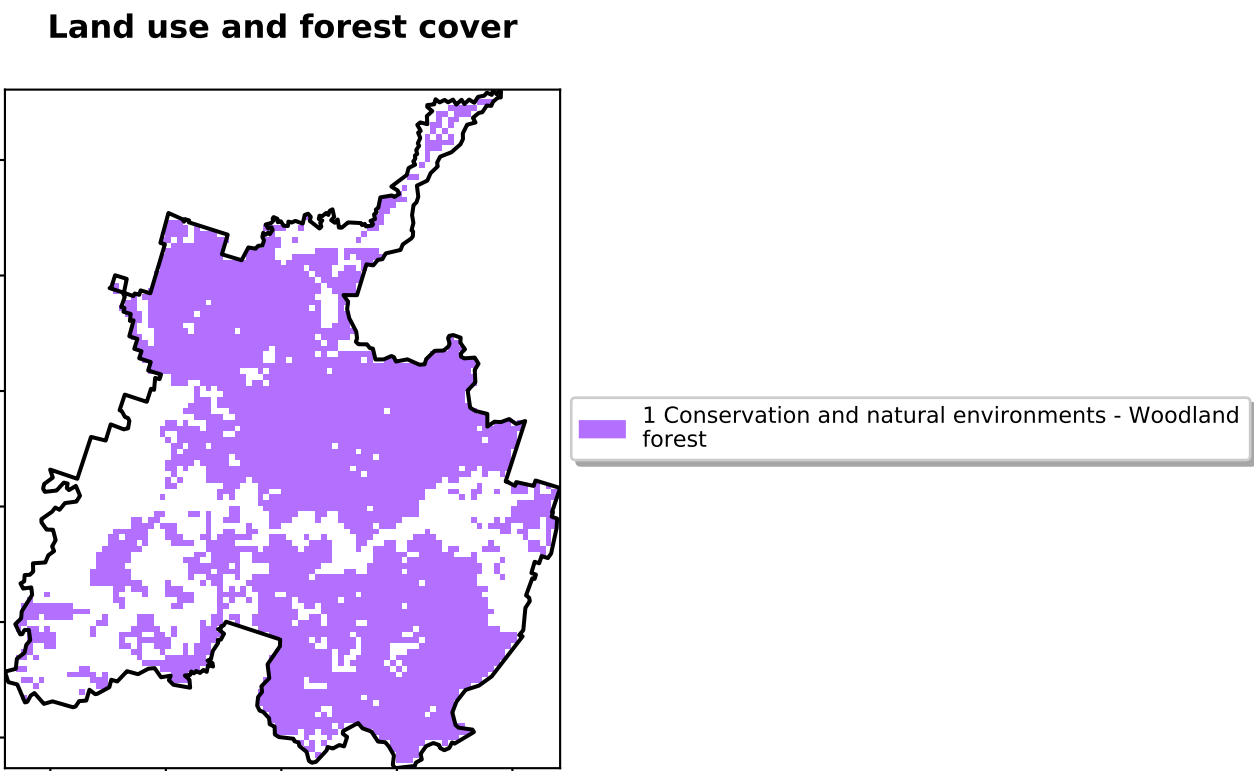 Land use and forest cover
1 Conservation and natural environments - Woodland
forest